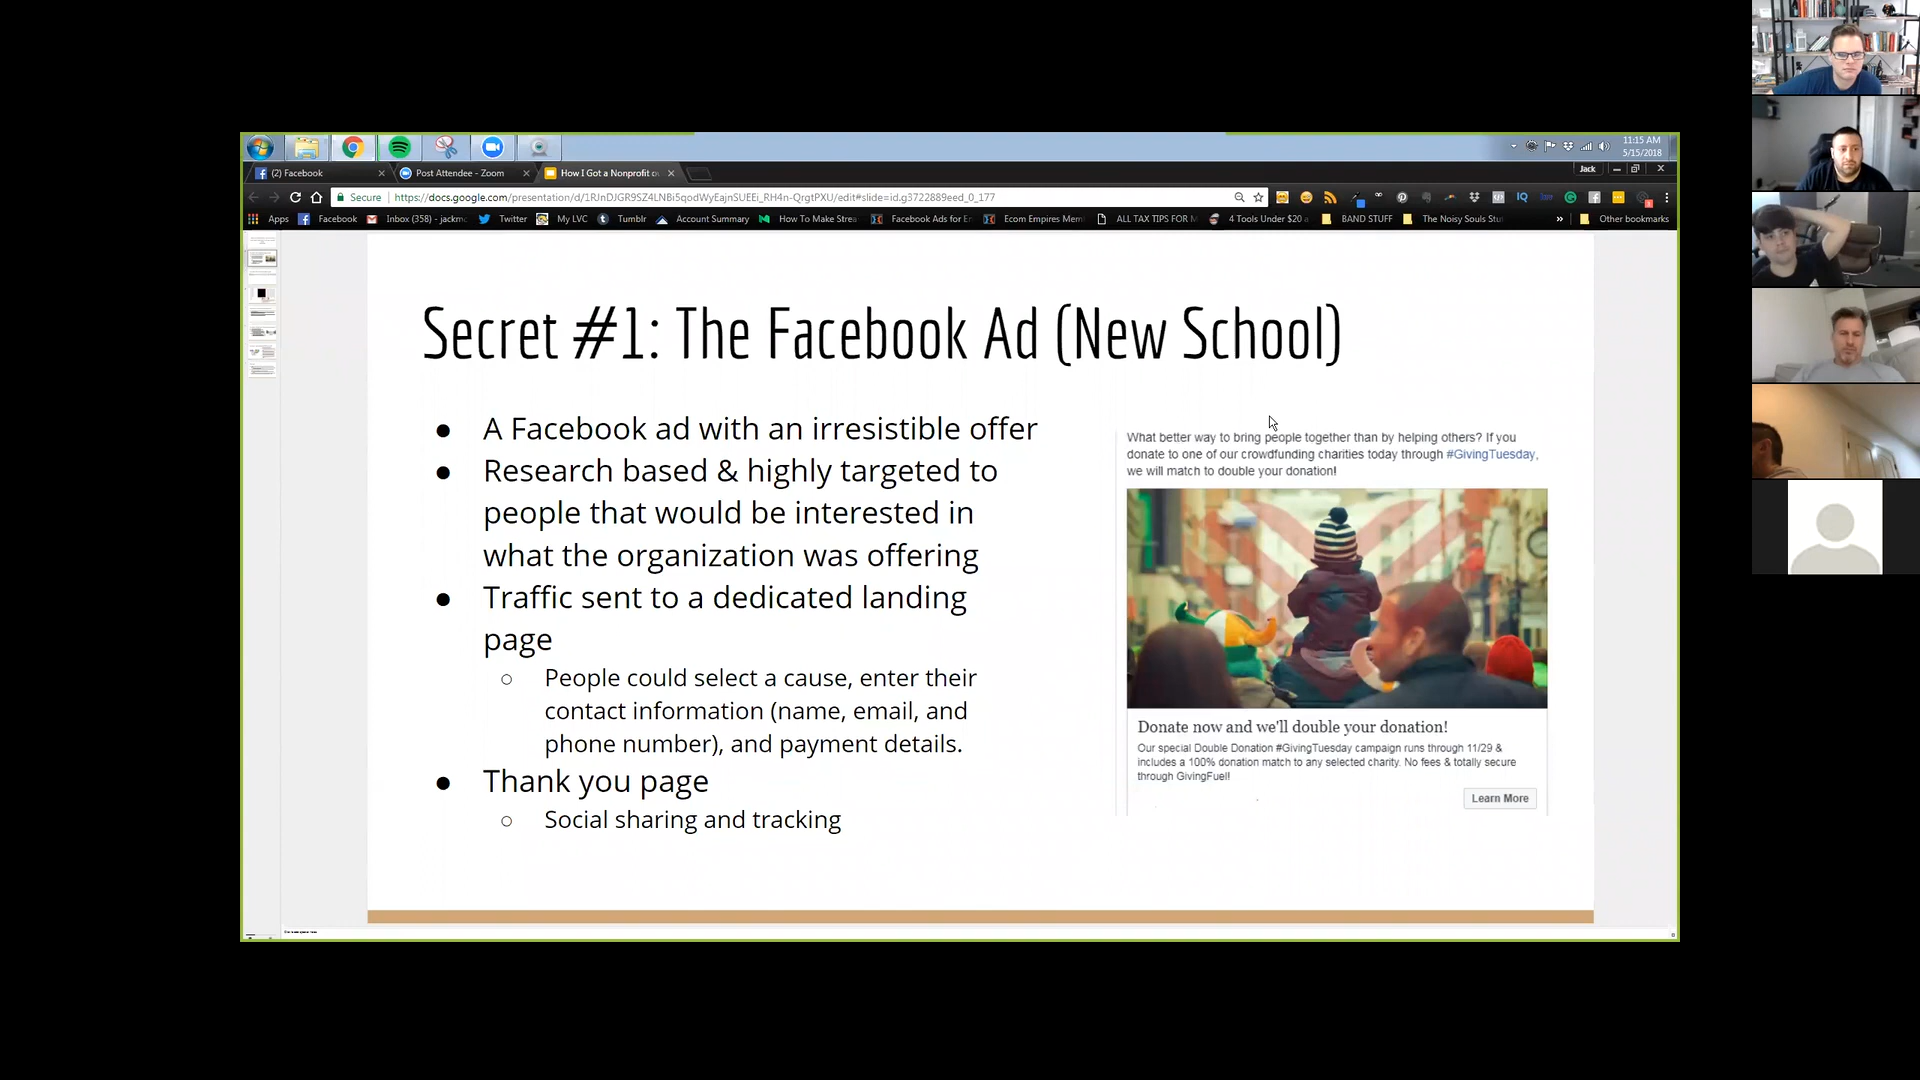 11:15 AM
5/15/2018
(2) Facebook
Post Attendee - Zoom
How I Got a Nonprofit ov
Jack
Secure
https://docs.google.com/presentation/d/1RJnDJGR9SZ4LNBi5qodWyEajnSUEEi_RH4n-QrgtPXU/edit#slide=id.g3722889eed_0_177
Apps Facebook Inbox (358) - jackm Twitter My LVC Tumblr Account Summary How To Make Strea Facebook Ads for En Ecom Empires Mem ALL TAX TIPS FOR M 4 Tools Under $20 a BAND STUFF The Noisy Souls Stu » Other bookmarks
Secret #1: The Facebook Ad (New School)
● A Facebook ad with an irresistible offer
● Research based & highly targeted to
people that would be interested in
what the organization was offering
● Traffic sent to a dedicated landing
page
○ People could select a cause, enter their
contact information (name, email, and
phone number), and payment details.
● Thank you page
○ Social sharing and tracking
What better way to bring people together than by helping others? If you
donate to one of our crowdfunding charities today through #GivingTuesday,
we will match to double your donation!
Donate now and we'll double your donation!
Our special Double Donation #GivingTuesday campaign runs through 11/29 &
includes a 100% donation match to any selected charity. No fees & totally secure
through GivingFuel!
Learn More